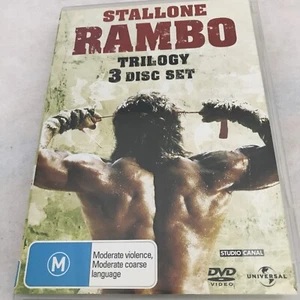 STALLONE
RAMBO
TRILOGY
3 DISC SET
M
Moderate violence,
Moderate coarse
language
STUDIO CANAL
DVD
VIDEO
UNIVERSAL